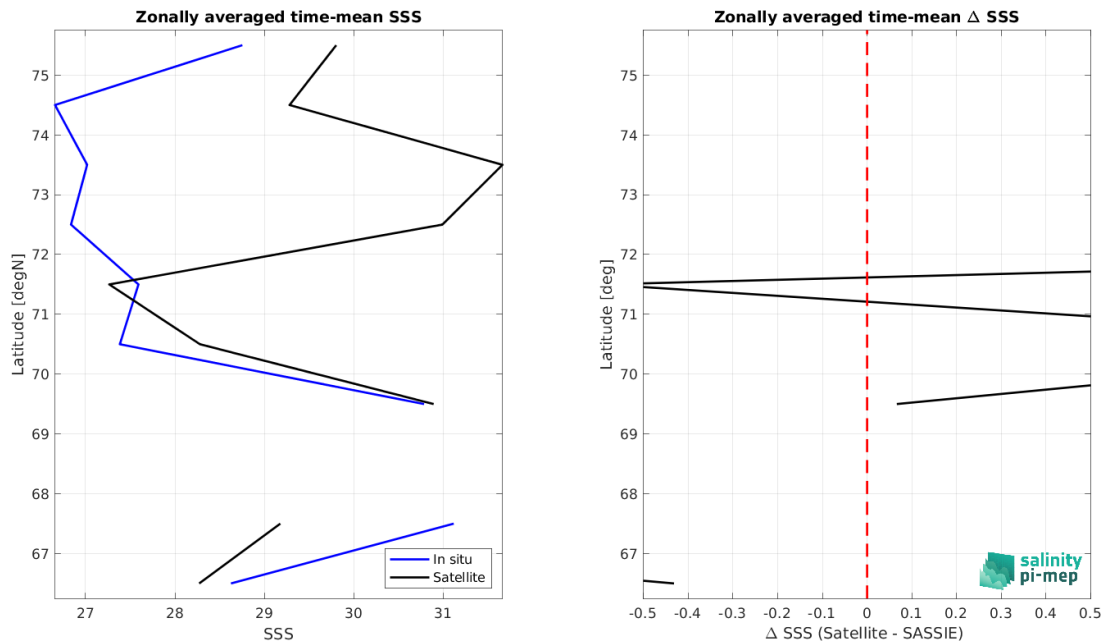 Zonally averaged time-mean SSS
75
74
73
72
71
70
69
68
67
Latitude [degN]
27 28 29 30 31
SSS
In situ
Satellite
Zonally averaged time-mean Δ SSS
75
74
73
72
71
70
69
68
67
Latitude [deg]
-0.5 -0.4 -0.3 -0.2 -0.1 0 0.1 0.2 0.3 0.4 0.5
Δ SSS (Satellite - SASSIE)
salinity
pi-mep